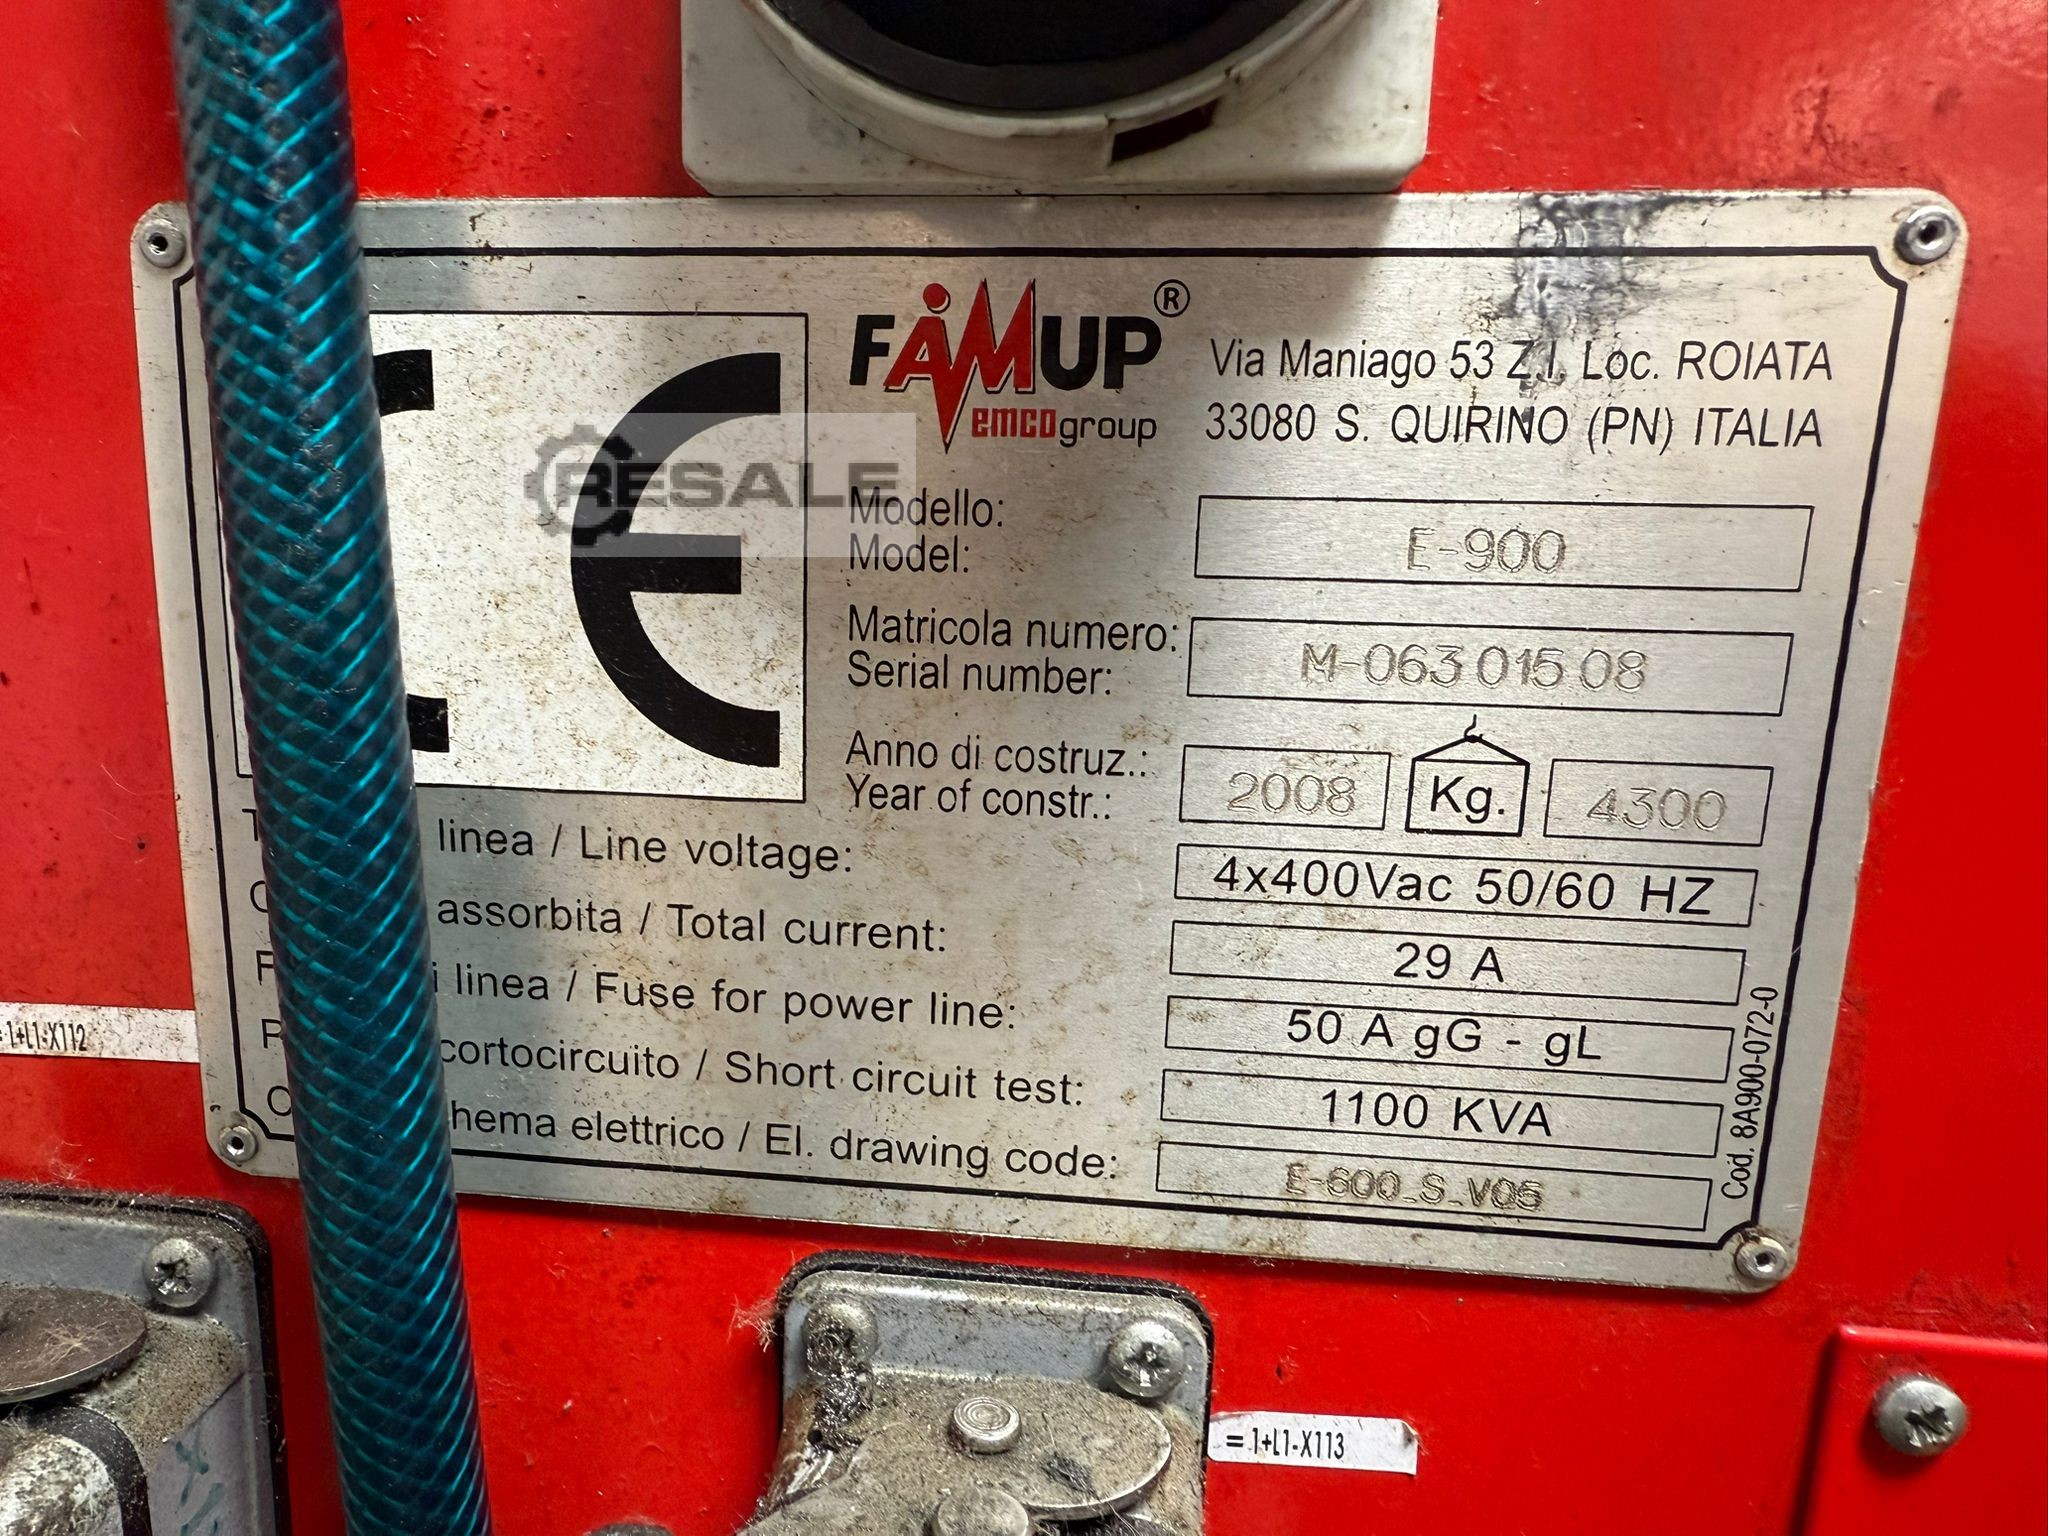 FAMUP®
emcogroup
Via Maniago 53 Z.I. Loc. ROIATA
33080 S. QUIRINO (PN) ITALIA
CE
RESALE
Modello:
Model:
E-900
Matricola numero:
Serial number:
M-063 015 08
Anno di costruz.:
Year of constr.:
2008
Kg.
4300
linea / Line voltage:
4x400Vac 50/60 HZ
assorbita / Total current:
29 A
i linea / Fuse for power line:
50 A gG - gL
cortocircuito / Short circuit test:
1100 KVA
hema elettrico / El. drawing code:
E-600_S_V05
Cod. 8A900-072-0
= 1+L1-X112
= 1+L1-X113